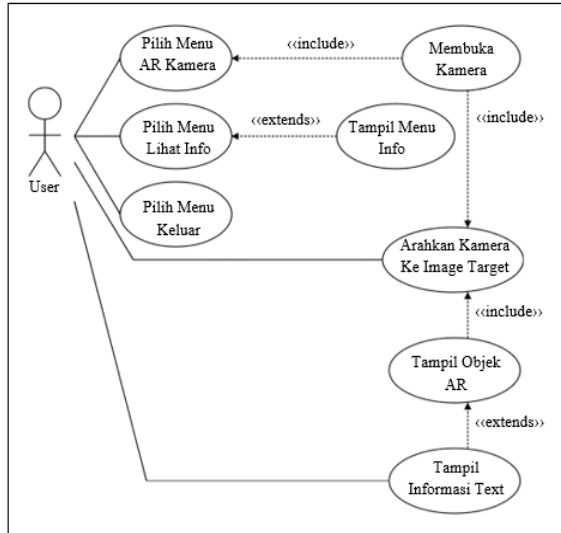 Pilih Menu
AR Kamera
‹‹include››
Membuka
Kamera
‹‹include››
Pilih Menu
Lihat Info
‹‹extends››
Tampil Menu
Info
User
Pilih Menu
Keluar
Arahkan Kamera
Ke Image Target
‹‹include››
Tampil Objek
AR
‹‹extends››
Tampil
Informasi Text